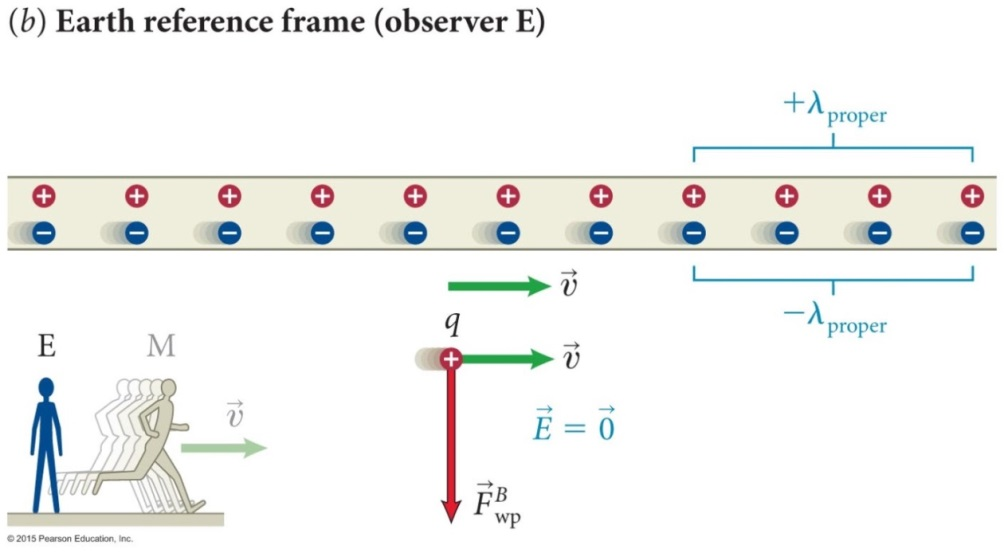 (b) Earth reference frame (observer E)
+λproper
+ + + + + + + + + + +
− − − − − − − − − − −
v⃗
−λproper
q
E M
+ v⃗
v⃗
E⃗ = 0⃗
F⃗ᴮwp
© 2015 Pearson Education, Inc.